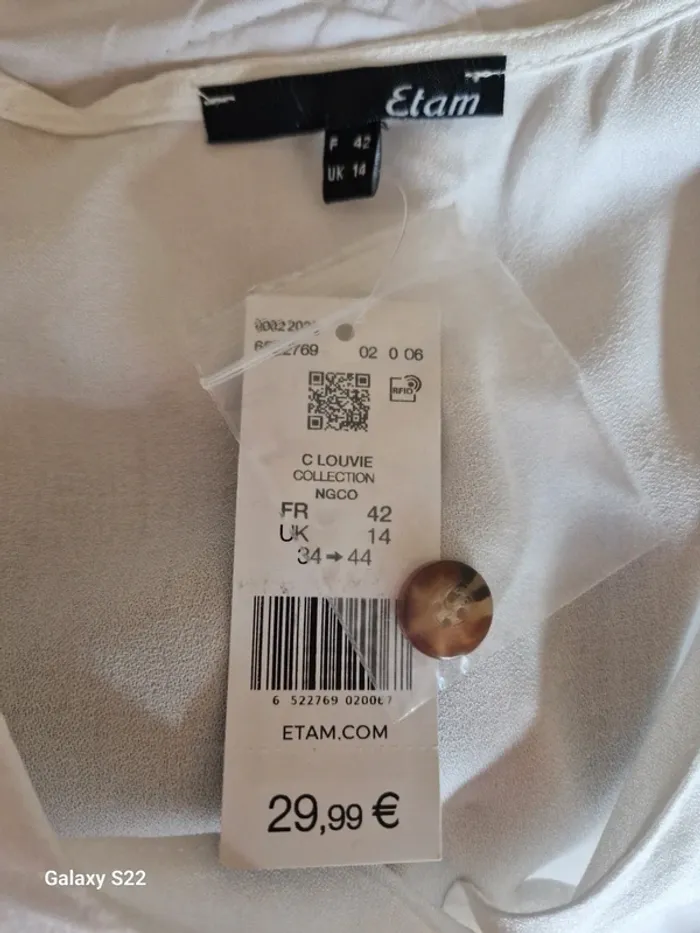 Etam
F 42
UK 14
02 0 06
RFID
C LOUVIE
COLLECTION
NGCO
FR 42
UK 14
34➔44
6 522769 020067
ETAM.COM
29,99 €
Galaxy S22